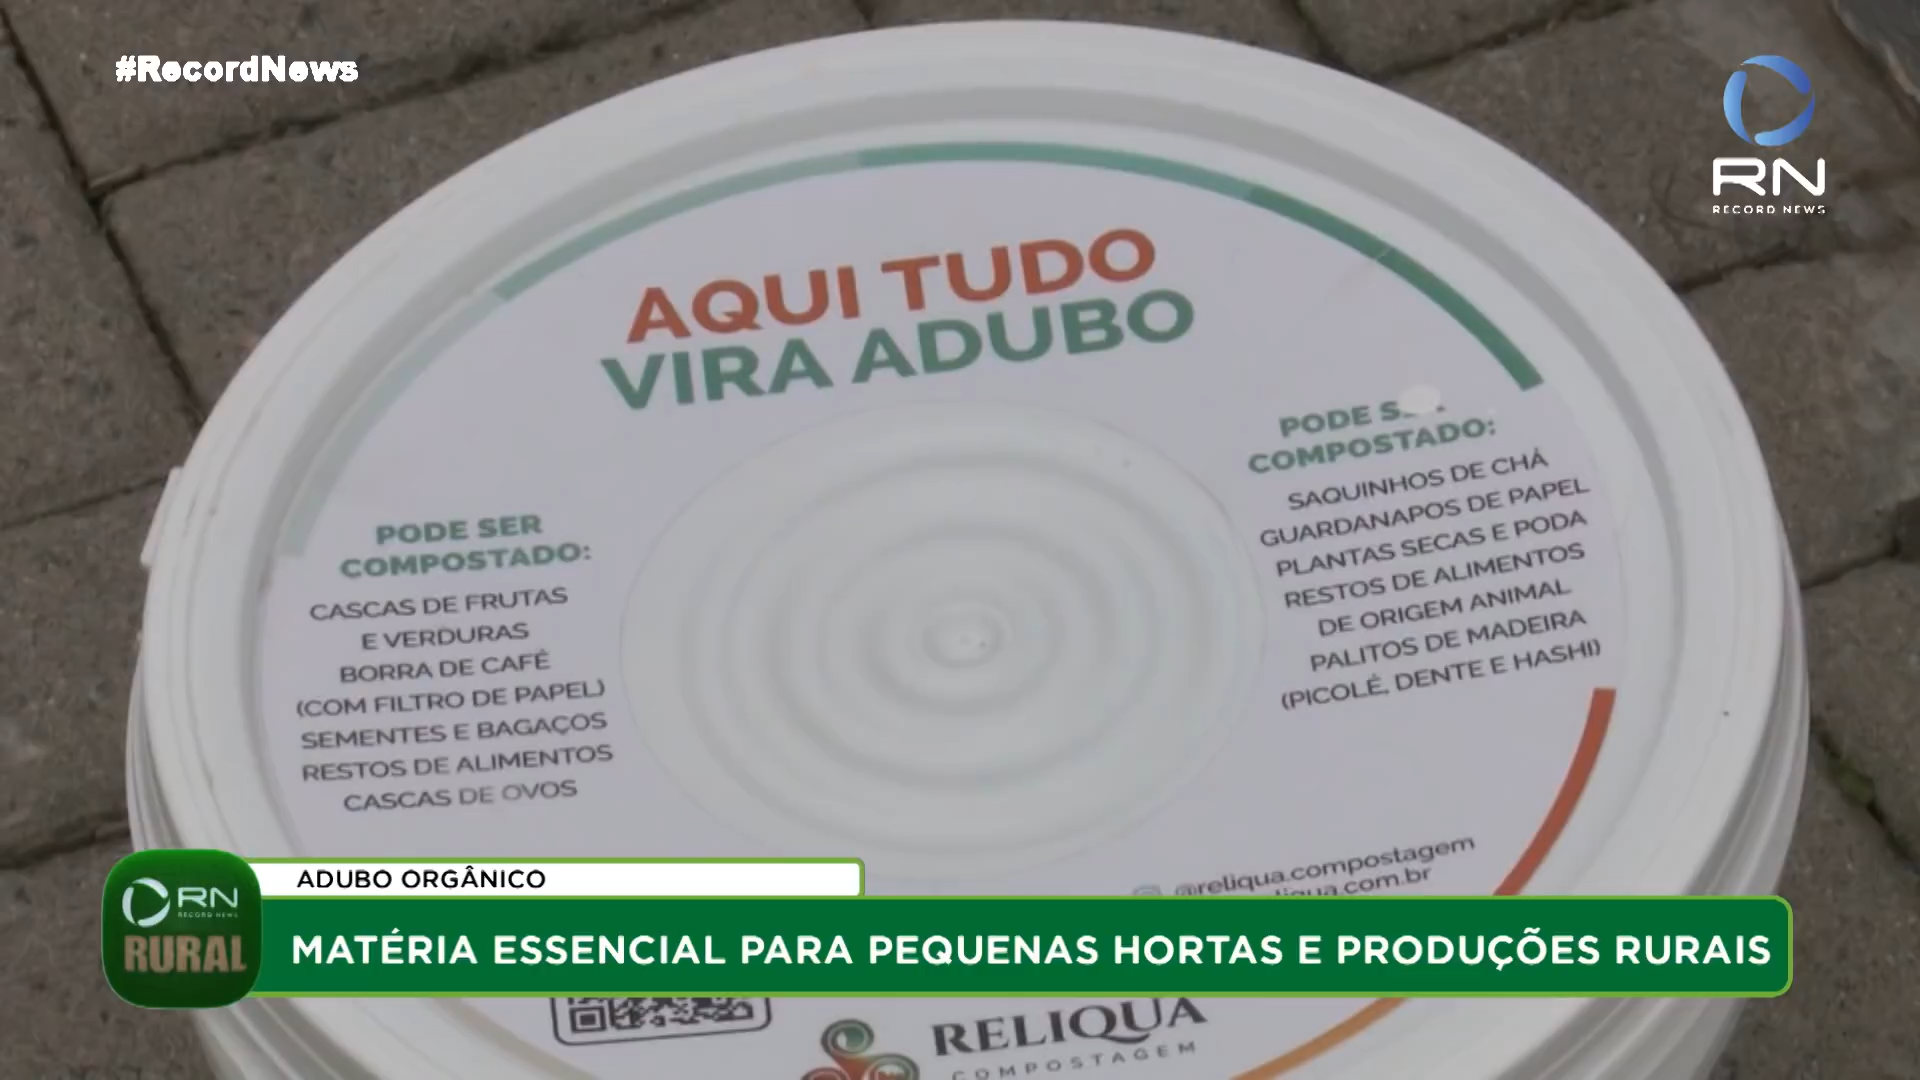 #RecordNews
RN
RECORD NEWS
AQUI TUDO
VIRA ADUBO
PODE SER
COMPOSTADO:
CASCAS DE FRUTAS
E VERDURAS
BORRA DE CAFÉ
(COM FILTRO DE PAPEL)
SEMENTES E BAGAÇOS
RESTOS DE ALIMENTOS
CASCAS DE OVOS
PODE
COMPOSTADO:
SAQUINHOS DE CHÁ
GUARDANAPOS DE PAPEL
PLANTAS SECAS E PODA
RESTOS DE ALIMENTOS
DE ORIGEM ANIMAL
PALITOS DE MADEIRA
(PICOLÉ, DENTE E HASHI)
@reliqua.compostagem
ADUBO ORGÂNICO
RN
RECORD NEWS
RURAL
MATÉRIA ESSENCIAL PARA PEQUENAS HORTAS E PRODUÇÕES RURAIS
RELIQUA
COMPOSTAGEM